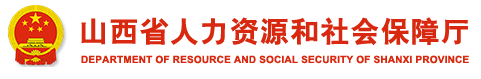 山西省人力资源和社会保障厅
DEPARTMENT OF RESOURCE AND SOCIAL SECURITY OF SHANXI PROVINCE